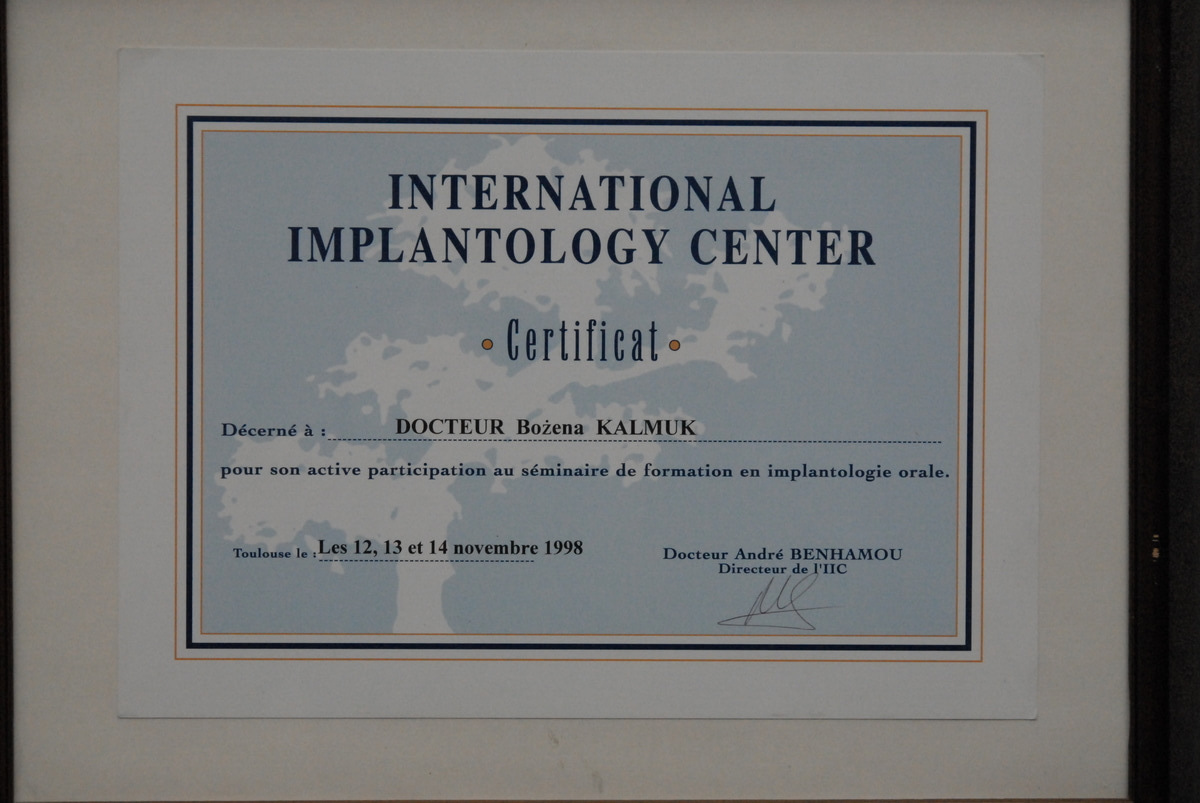 INTERNATIONAL
IMPLANTOLOGY CENTER
• Certificat •
Décerné à : DOCTEUR Bożena KALMUK
pour son active participation au séminaire de formation en implantologie orale.
Toulouse le : Les 12, 13 et 14 novembre 1998
Docteur André BENHAMOU
Directeur de l'IIC